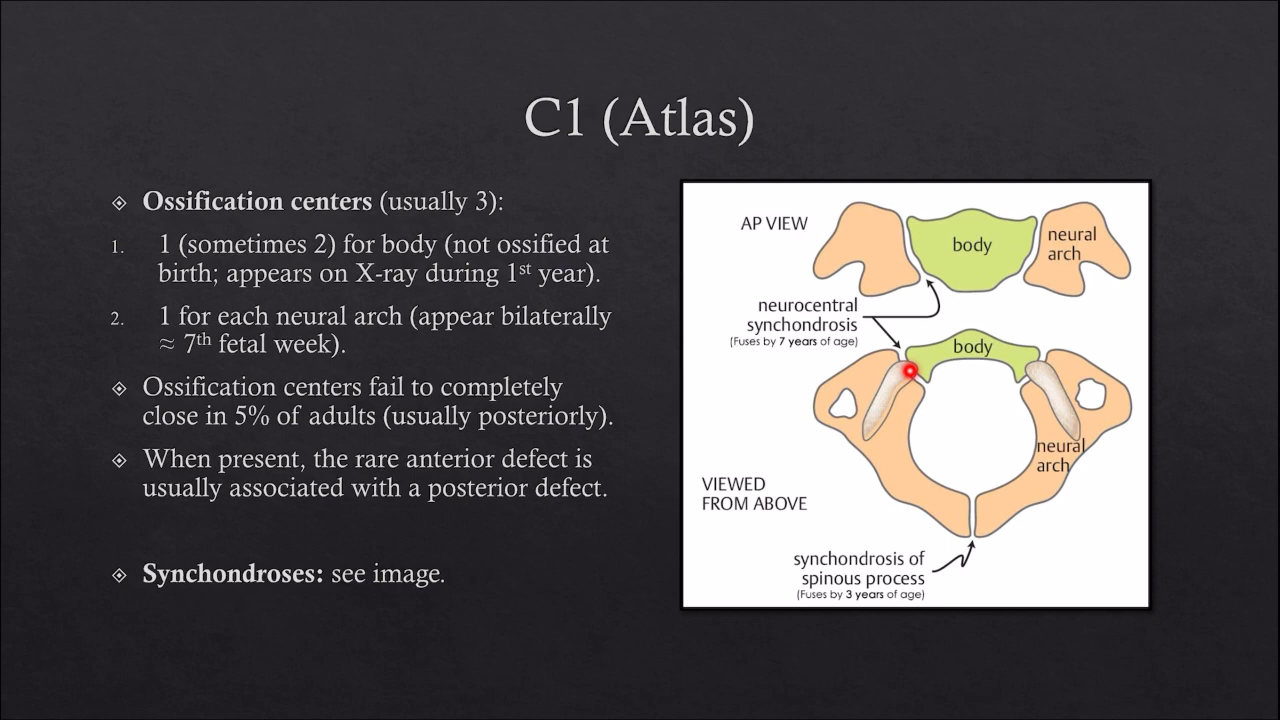 C1 (Atlas)
◈ Ossification centers (usually 3):
1. 1 (sometimes 2) for body (not ossified at
birth; appears on X-ray during 1st year).
2. 1 for each neural arch (appear bilaterally
≈ 7th fetal week).
◈ Ossification centers fail to completely
close in 5% of adults (usually posteriorly).
◈ When present, the rare anterior defect is
usually associated with a posterior defect.
◈ Synchondroses: see image.
AP VIEW
body
neural
arch
neurocentral
synchondrosis
(Fuses by 7 years of age)
body
neural
arch
VIEWED
FROM ABOVE
synchondrosis of
spinous process
(Fuses by 3 years of age)